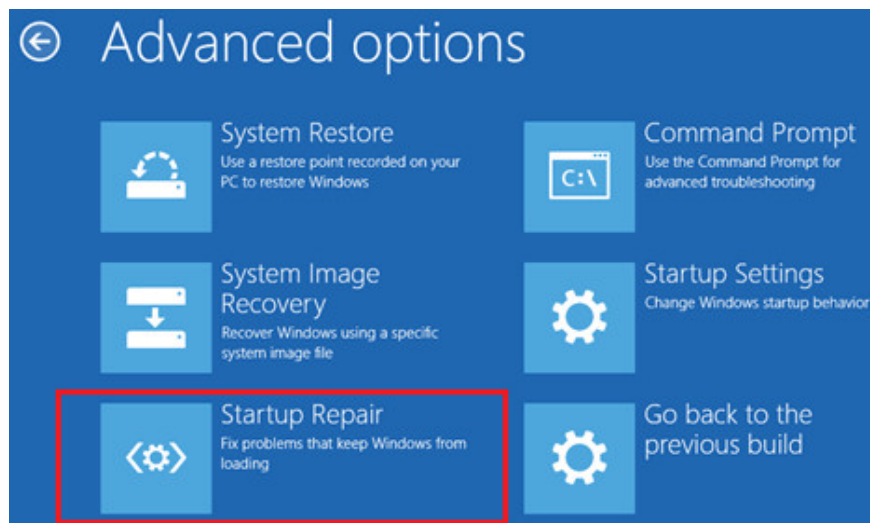 Advanced options
System Restore
Use a restore point recorded on your
PC to restore Windows
Command Prompt
Use the Command Prompt for
advanced troubleshooting
C:\
System Image
Recovery
Recover Windows using a specific
system image file
Startup Settings
Change Windows startup behavior
Startup Repair
Fix problems that keep Windows from
loading
Go back to the
previous build